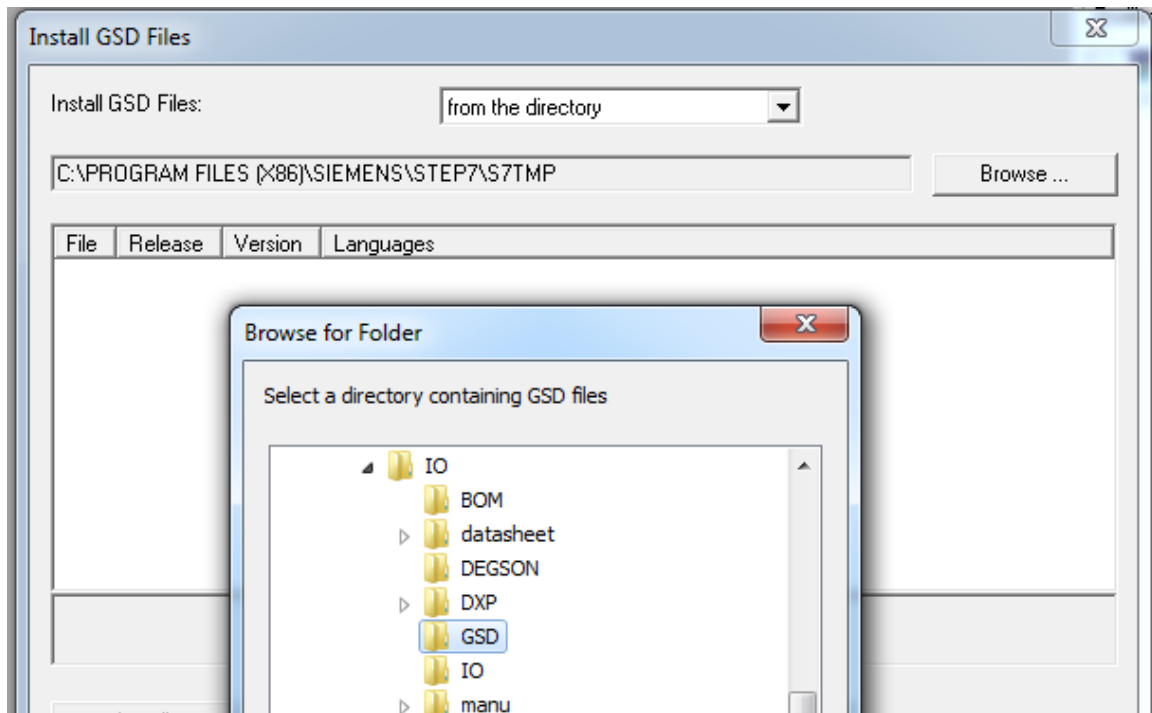 Install GSD Files
Install GSD Files:
from the directory
C:\PROGRAM FILES (X86)\SIEMENS\STEP7\S7TMP
Browse ...
File Release Version Languages
Browse for Folder
Select a directory containing GSD files
IO
BOM
datasheet
DEGSON
DXP
GSD
IO
manu